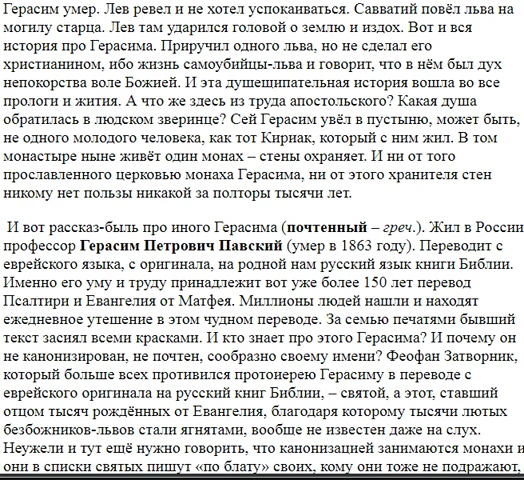 Герасим умер. Лев ревел и не хотел успокаиваться. Савватий повёл льва на
могилу старца. Лев там ударился головой о землю и издох. Вот и вся
история про Герасима. Приручил одного льва, но не сделал его
христианином, ибо жизнь самоубийцы-льва и говорит, что в нём был дух
непокорства воле Божией. И эта душещипательная история вошла во все
прологи и жития. А что же здесь из труда апостольского? Какая душа
обратилась в людском зверинце? Сей Герасим увёл в пустыню, может быть,
не одного молодого человека, как тот Кириак, который с ним жил. В том
монастыре ныне живёт один монах – стены охраняет. И ни от того
прославленного церковью монаха Герасима, ни от этого хранителя стен
никому нет пользы никакой за полторы тысячи лет.
И вот рассказ-быль про иного Герасима (почтенный – греч.). Жил в России
профессор Герасим Петрович Павский (умер в 1863 году). Переводит с
еврейского языка, с оригинала, на родной нам русский язык книги Библии.
Именно его уму и труду принадлежит вот уже более 150 лет перевод
Псалтири и Евангелия от Матфея. Миллионы людей нашли и находят
ежедневное утешение в этом чудном переводе. За семью печатями бывший
текст засиял всеми красками. И кто знает про этого Герасима? И почему он
не канонизирован, не почтен, сообразно своему имени? Феофан Затворник,
который больше всех противился протоиерею Герасиму в переводе с
еврейского оригинала на русский книг Библии, – святой, а этот, ставший
отцом тысяч рождённых от Евангелия, благодаря которому тысячи лютых
безбожников-львов стали ягнятами, вообще не известен даже на слух.
Неужели и тут ещё нужно говорить, что канонизацией занимаются монахи и
они в списки святых пишут «по блату» своих, кому они тоже не подражают,